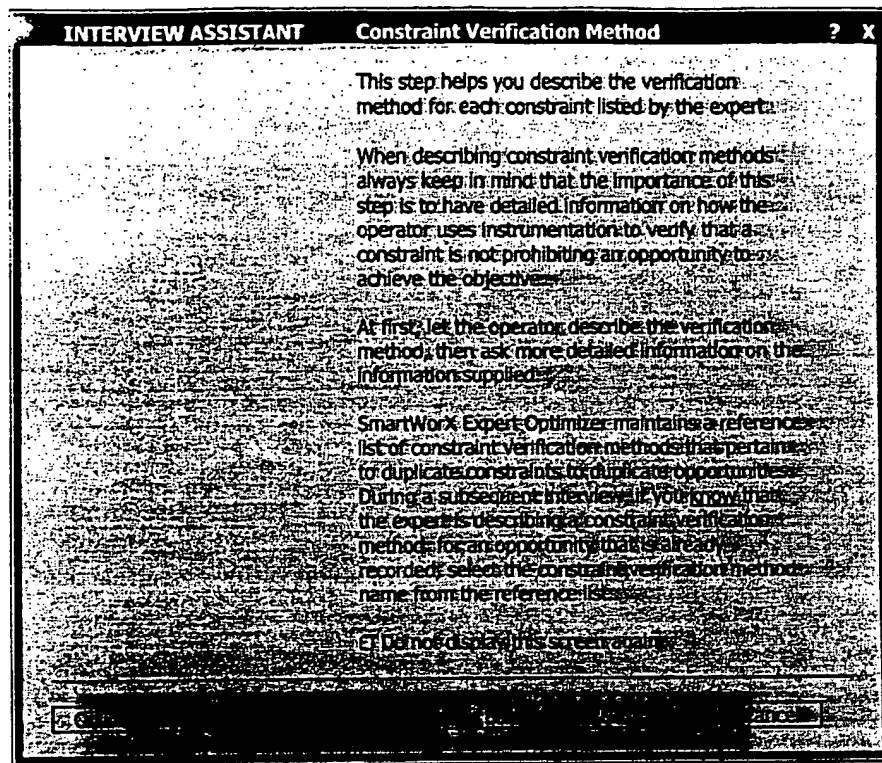 INTERVIEW ASSISTANT Constraint Verification Method ? X
This step helps you describe the verification
method for each constraint listed by the expert.
When describing constraint verification methods
always keep in mind that the importance of this
step is to have detailed information on how the
operator uses instrumentation to verify that a
constraint is not prohibiting an opportunity to
achieve the objective.
At first, let the operator describe the verification
method, then ask more detailed information on the
information supplied.
SmartWorX Expert Optimizer maintains a reference
list of constraint verification methods that pertain
to duplicate constraints to duplicate opportunities.
During a subsequent interview, if you know that
the expert is describing a constraint verification
method for an opportunity that is already
recorded, select the constraint verification method
name from the reference list.
Do not display this screen again